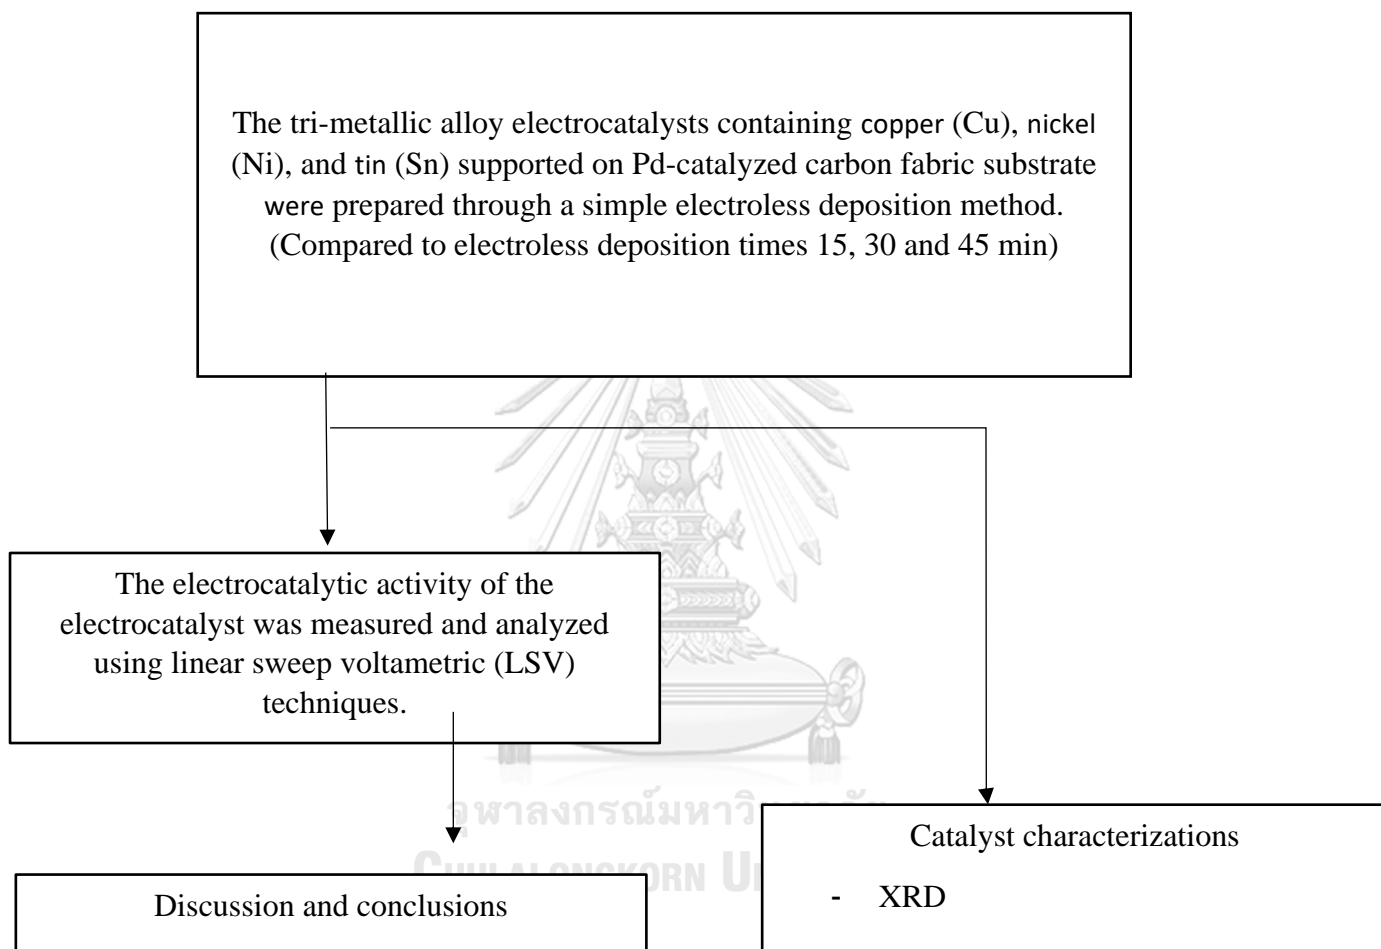 The tri-metallic alloy electrocatalysts containing copper (Cu), nickel
(Ni), and tin (Sn) supported on Pd-catalyzed carbon fabric substrate
were prepared through a simple electroless deposition method.
(Compared to electroless deposition times 15, 30 and 45 min)
The electrocatalytic activity of the
electrocatalyst was measured and analyzed
using linear sweep voltametric (LSV)
techniques.
Catalyst characterizations
- XRD
Discussion and conclusions